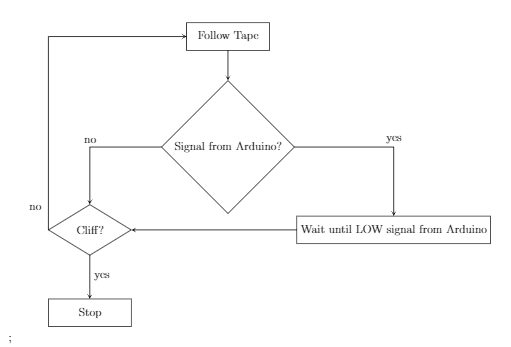 Follow Tape
Signal from Arduino?
no
yes
no
Cliff?
Wait until LOW signal from Arduino
yes
Stop
;